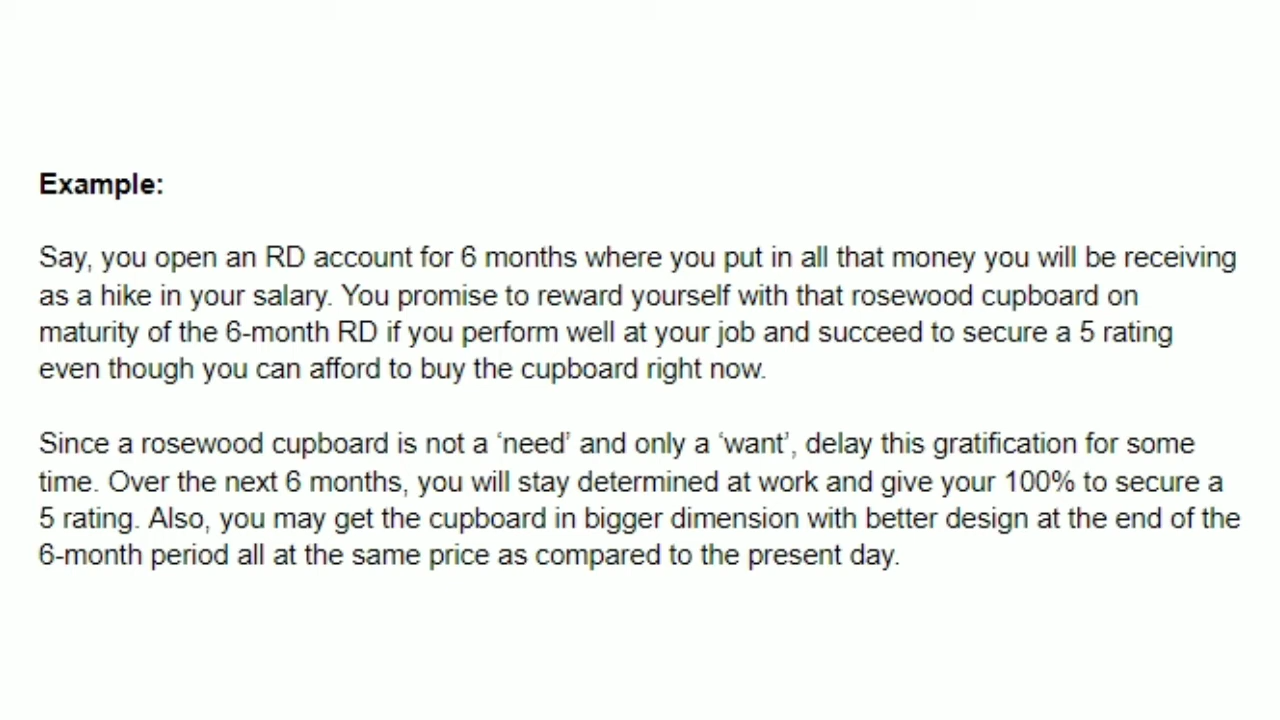 Example:
Say, you open an RD account for 6 months where you put in all that money you will be receiving
as a hike in your salary. You promise to reward yourself with that rosewood cupboard on
maturity of the 6-month RD if you perform well at your job and succeed to secure a 5 rating
even though you can afford to buy the cupboard right now.
Since a rosewood cupboard is not a ‘need’ and only a ‘want’, delay this gratification for some
time. Over the next 6 months, you will stay determined at work and give your 100% to secure a
5 rating. Also, you may get the cupboard in bigger dimension with better design at the end of the
6-month period all at the same price as compared to the present day.